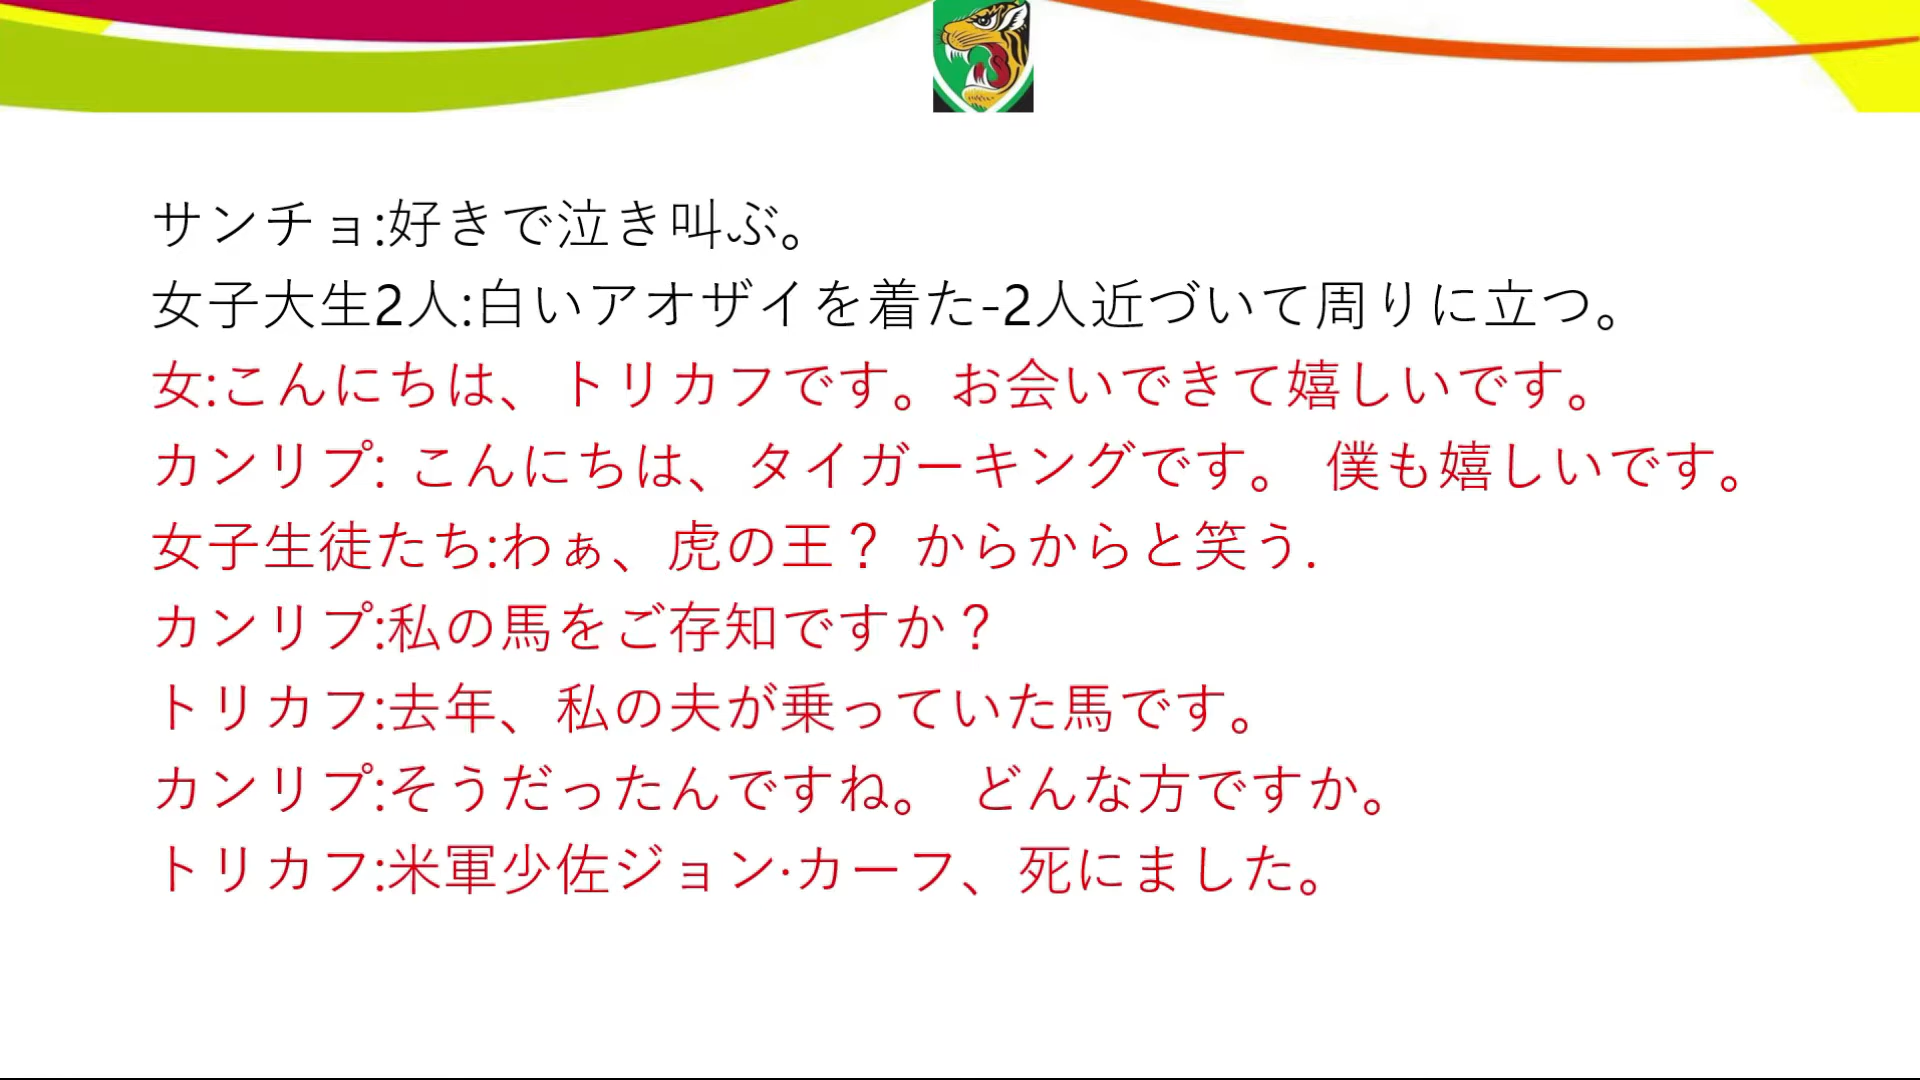 サンチョ:好きで泣き叫ぶ。
女子大生2人:白いアオザイを着た-2人近づいて周りに立つ。
女:こんにちは、トリカフです。お会いできて嬉しいです。
カンリプ: こんにちは、タイガーキングです。 僕も嬉しいです。
女子生徒たち:わぁ、虎の王？ からからと笑う.
カンリプ:私の馬をご存知ですか？
トリカフ:去年、私の夫が乗っていた馬です。
カンリプ:そうだったんですね。 どんな方ですか。
トリカフ:米軍少佐ジョン·カーフ、死にました。